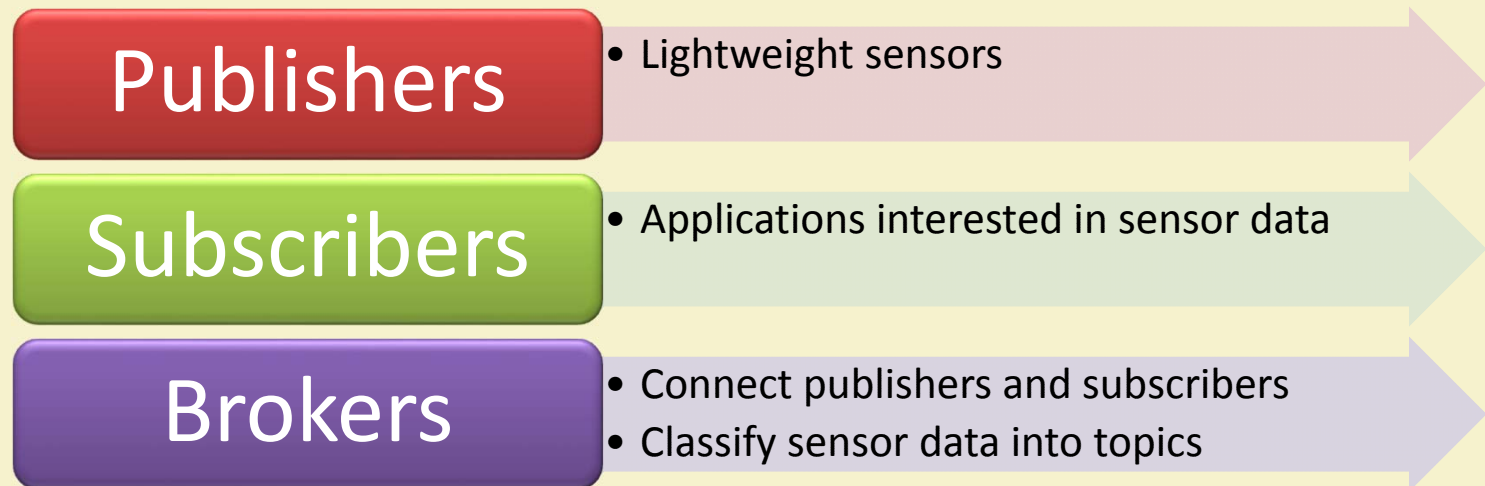 Publishers
• Lightweight sensors
Subscribers
• Applications interested in sensor data
Brokers
• Connect publishers and subscribers
• Classify sensor data into topics